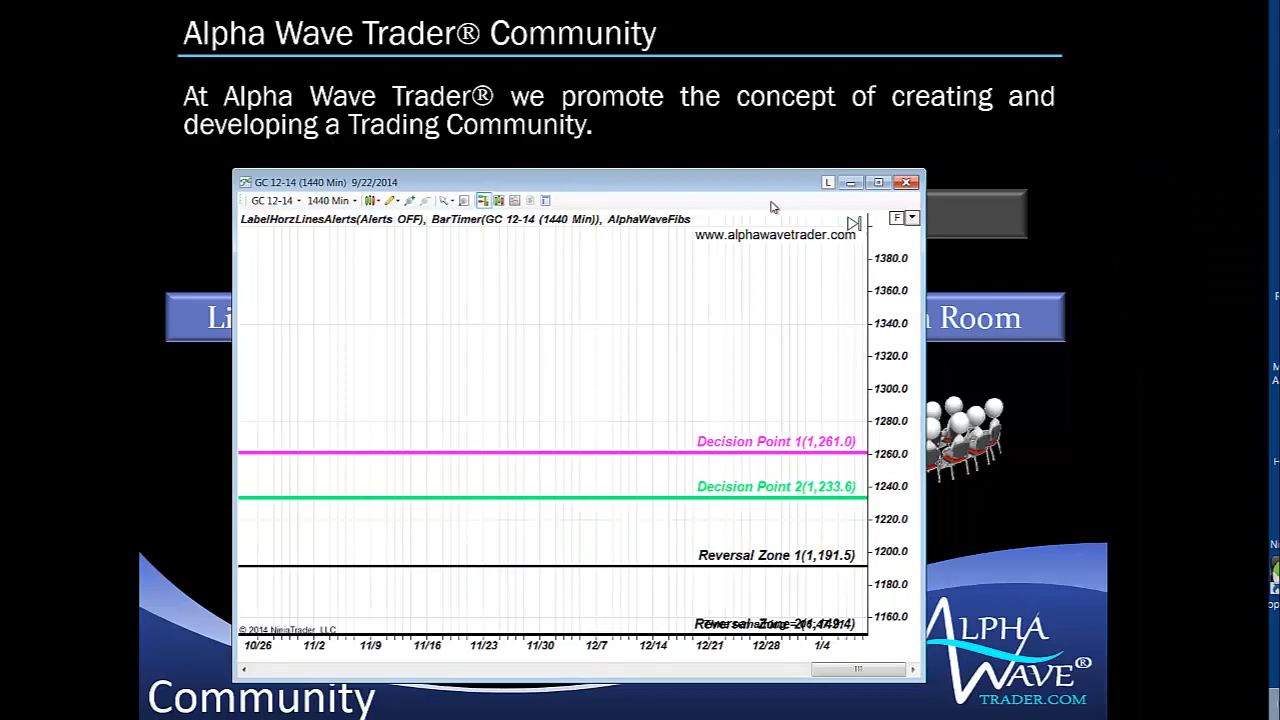 Alpha Wave Trader® Community
At Alpha Wave Trader® we promote the concept of creating and
developing a Trading Community.
GC 12-14 (1440 Min) 9/22/2014
L
GC 12-14 1440 Min
LabelHorzLinesAlerts(Alerts OFF), BarTimer(GC 12-14 (1440 Min)), AlphaWaveFibs
F
www.alphawavetrader.com
1380.0
1360.0
Li
Room
1340.0
1320.0
1300.0
1280.0
Decision Point 1(1,261.0)
1260.0
Decision Point 2(1,233.6)
1240.0
1220.0
Reversal Zone 1(1,191.5)
1200.0
1180.0
1160.0
© 2014 NinjaTrader, LLC
Reversal Zone
10/26 11/2 11/9 11/16 11/23 11/30 12/7 12/14 12/21 12/28 1/4
Community
ALPHA
WAVE®
TRADER.COM